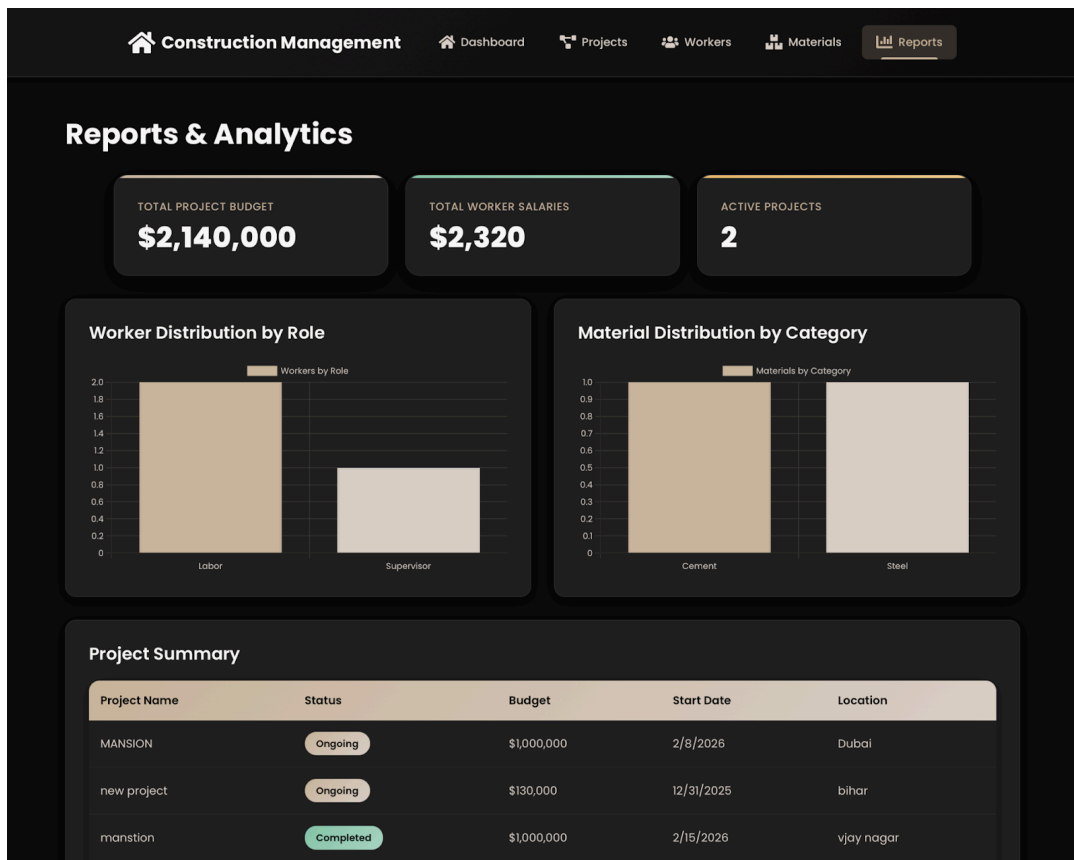 Construction Management Dashboard Projects Workers Materials Reports
Reports & Analytics
TOTAL PROJECT BUDGET
$2,140,000
TOTAL WORKER SALARIES
$2,320
ACTIVE PROJECTS
2
Worker Distribution by Role
Workers by Role
2.0
1.8
1.6
1.4
1.2
1.0
0.8
0.6
0.4
0.2
0
Labor Supervisor
Material Distribution by Category
Materials by Category
1.0
0.9
0.8
0.7
0.6
0.5
0.4
0.3
0.2
0.1
0
Cement Steel
Project Summary
Project Name Status Budget Start Date Location
MANSION Ongoing $1,000,000 2/8/2026 Dubai
new project Ongoing $130,000 12/31/2025 bihar
manstion Completed $1,000,000 2/15/2026 vjay nagar